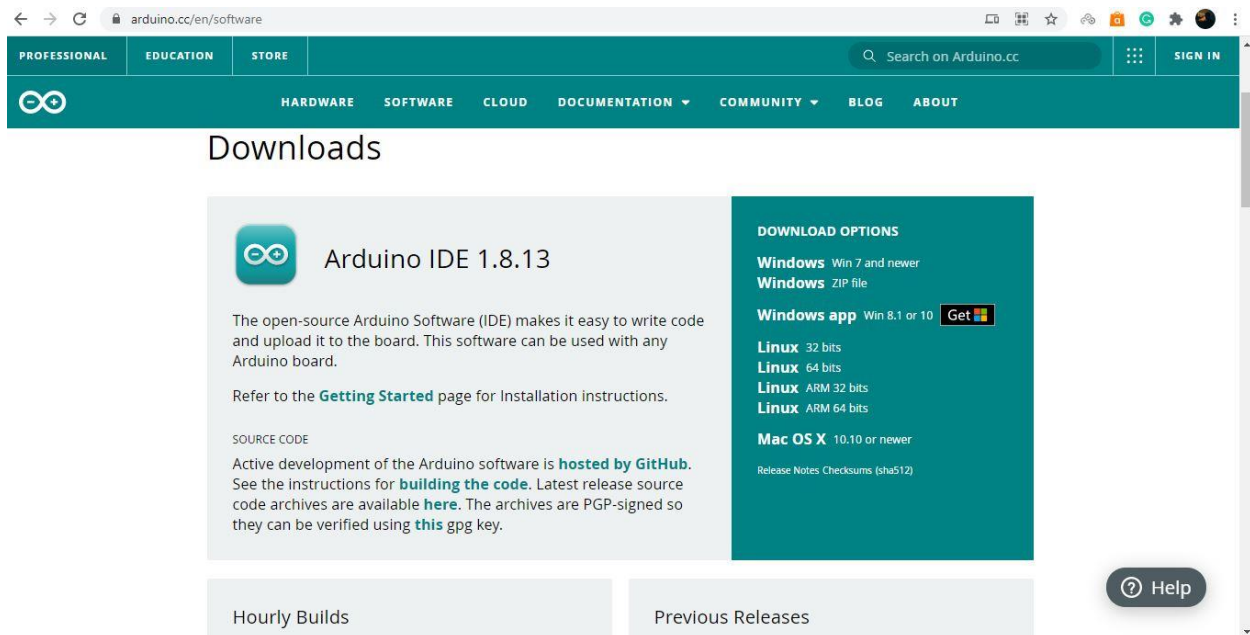 arduino.cc/en/software
PROFESSIONAL EDUCATION STORE Search on Arduino.cc SIGN IN
HARDWARE SOFTWARE CLOUD DOCUMENTATION COMMUNITY BLOG ABOUT
Downloads
Arduino IDE 1.8.13
The open-source Arduino Software (IDE) makes it easy to write code
and upload it to the board. This software can be used with any
Arduino board.
Refer to the Getting Started page for Installation instructions.
SOURCE CODE
Active development of the Arduino software is hosted by GitHub.
See the instructions for building the code. Latest release source
code archives are available here. The archives are PGP-signed so
they can be verified using this gpg key.
DOWNLOAD OPTIONS
Windows Win 7 and newer
Windows ZIP file
Windows app Win 8.1 or 10 Get
Linux 32 bits
Linux 64 bits
Linux ARM 32 bits
Linux ARM 64 bits
Mac OS X 10.10 or newer
Release Notes Checksums (sha512)
Hourly Builds
Previous Releases
Help